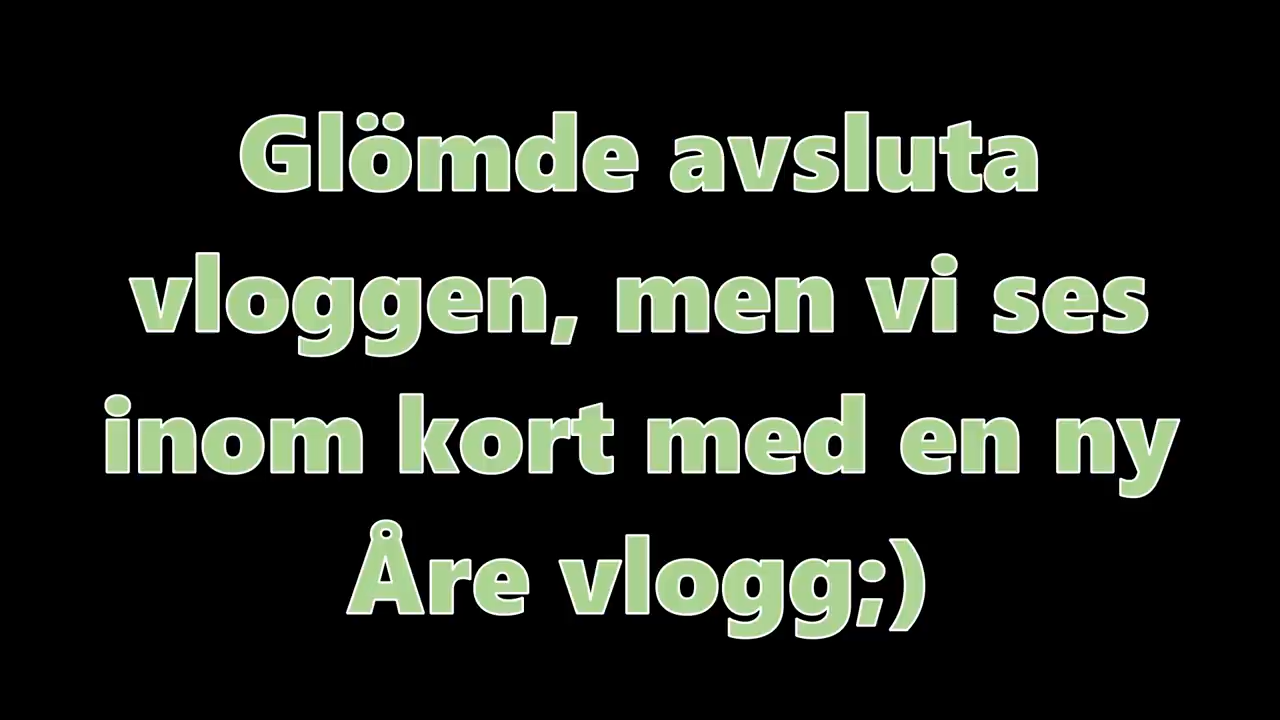 Glömde avsluta
vloggen, men vi ses
inom kort med en ny
Åre vlogg;)